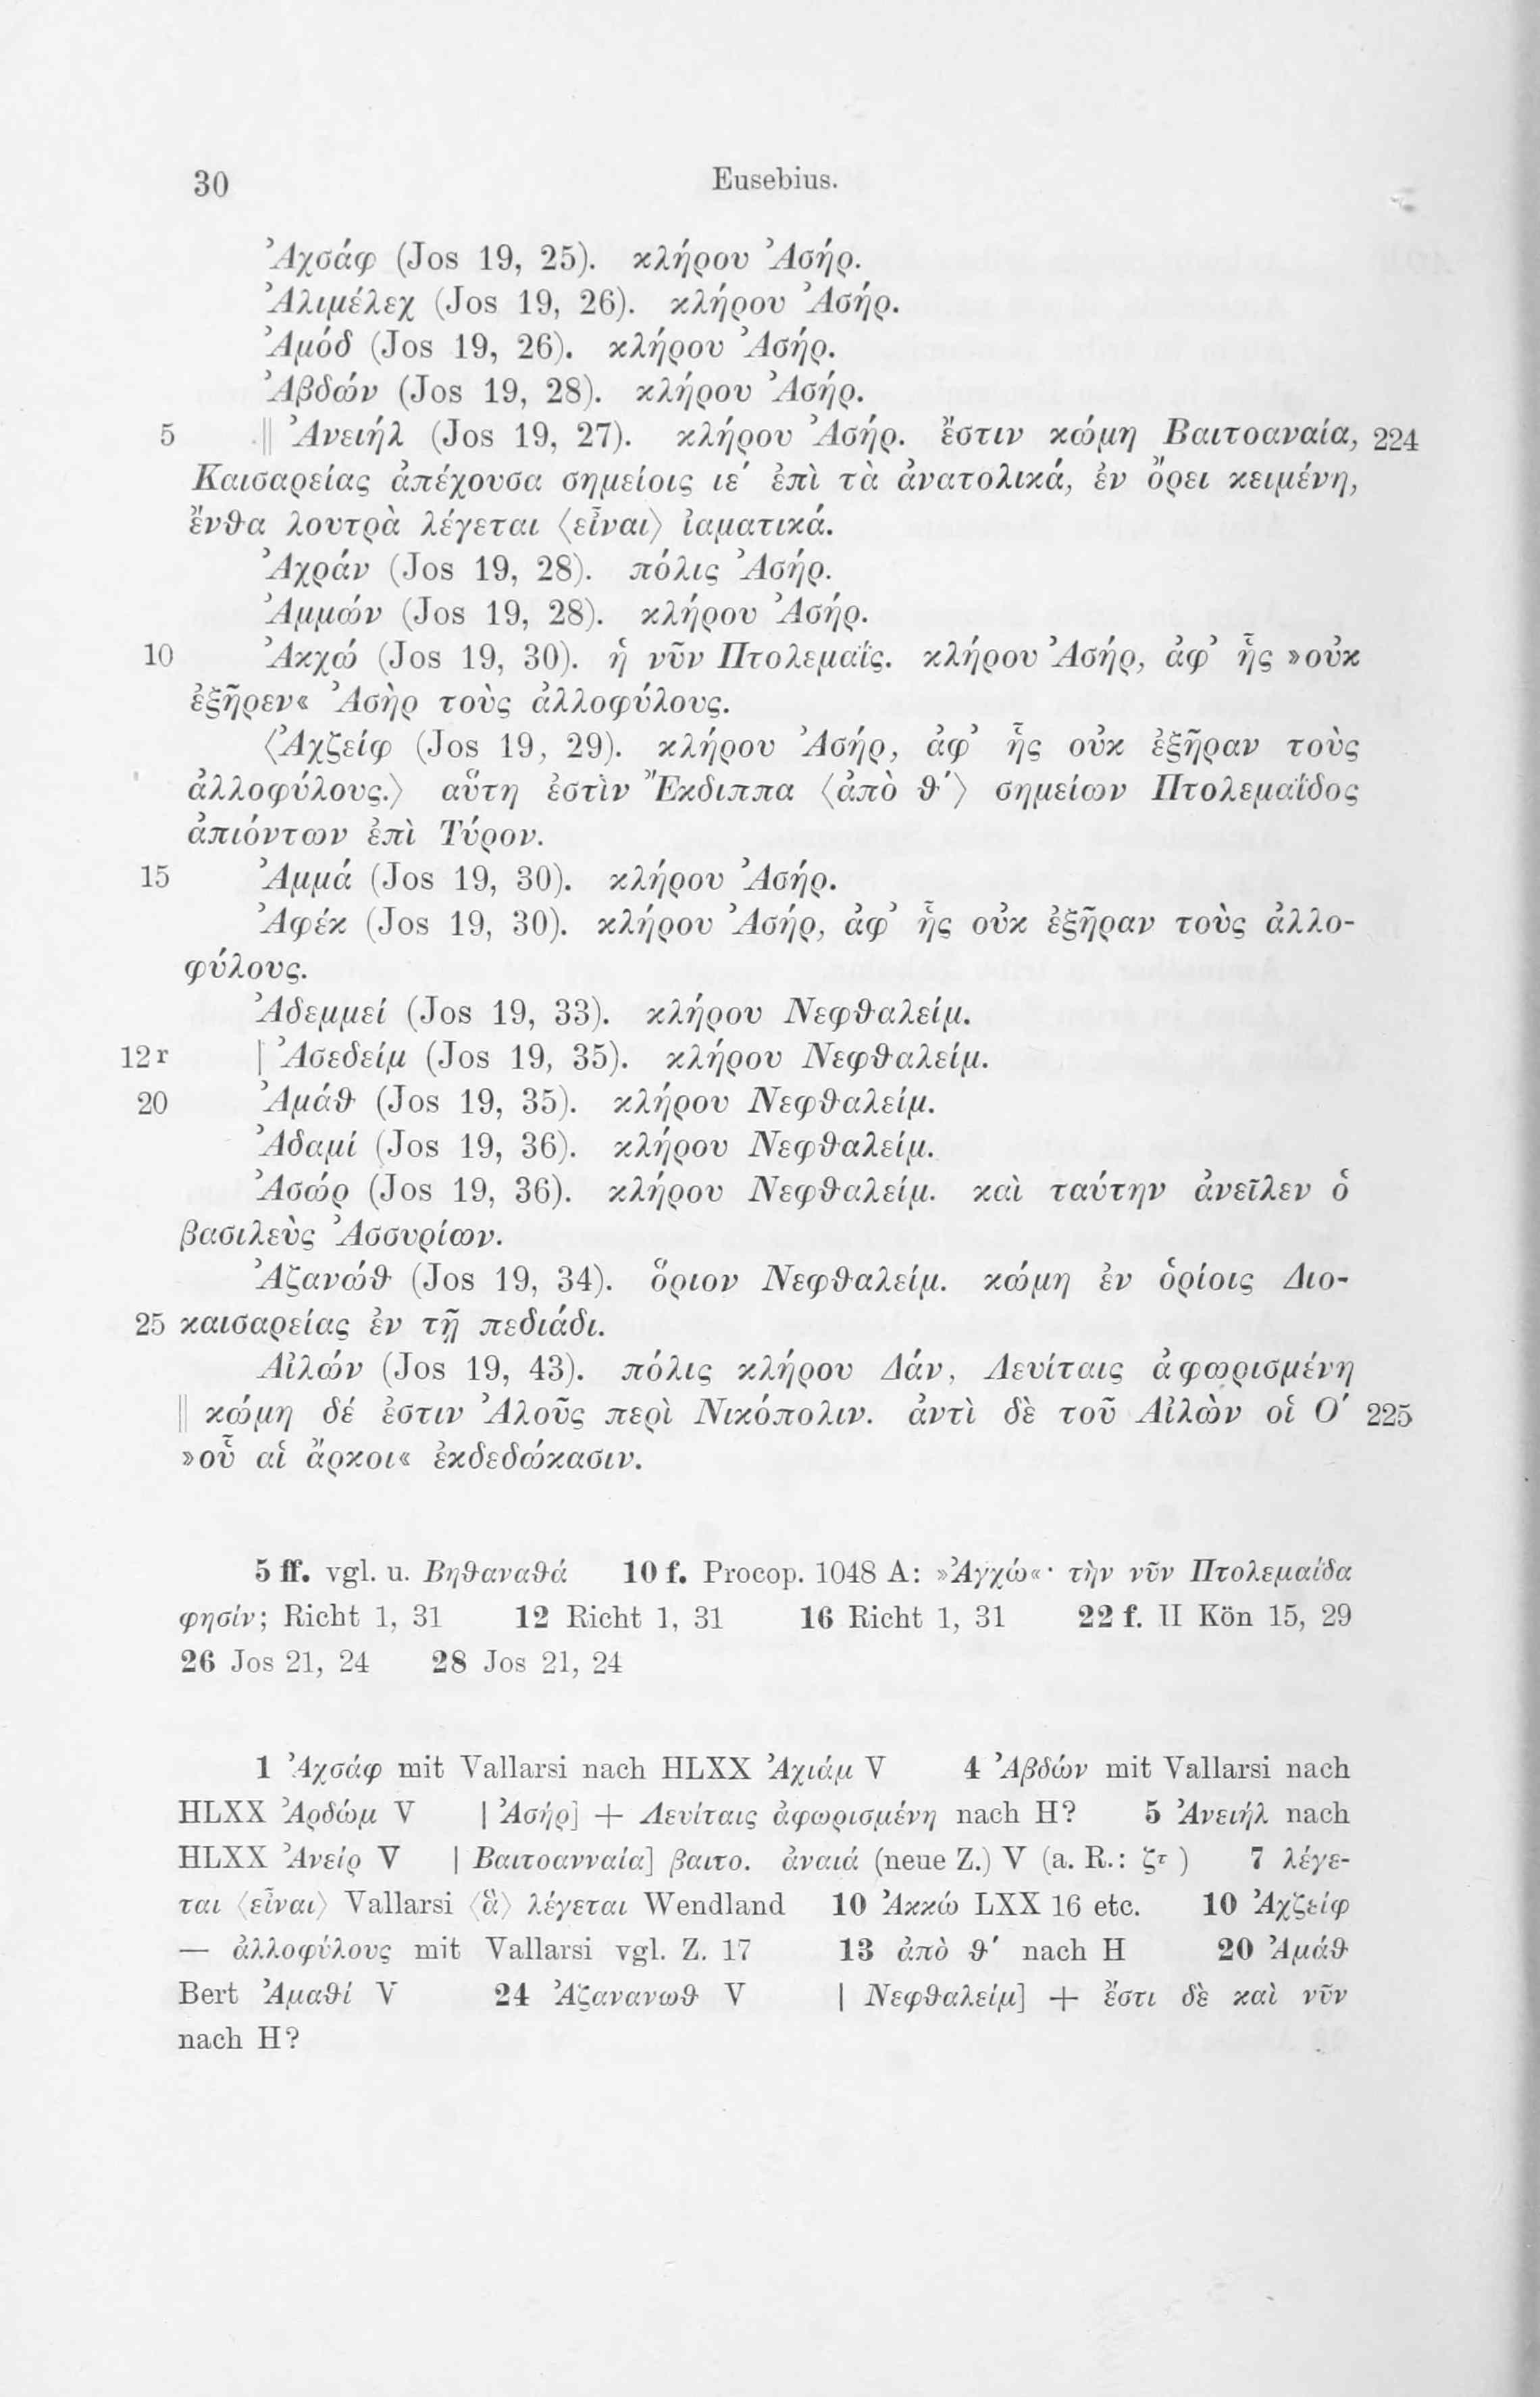 30 Eusebius.
Ἀχσάφ (Jos 19, 25). κλήρου Ἀσήρ.
Ἀλιμέλεχ (Jos 19, 26). κλήρου Ἀσήρ.
Ἀμόδ (Jos 19, 26). κλήρου Ἀσήρ.
Ἀβδών (Jos 19, 28). κλήρου Ἀσήρ.
5 ‖ Ἀνειήλ (Jos 19, 27). κλήρου Ἀσήρ. ἔστιν κώμη Βαιτοαναία, 224
Καισαρείας ἀπέχουσα σημείοις ιε′ ἐπὶ τὰ ἀνατολικά, ἐν ὄρει κειμένη,
ἔνθα λουτρὰ λέγεται ⟨εἶναι⟩ ἰαματικά.
Ἀχράν (Jos 19, 28). πόλις Ἀσήρ.
Ἀμμών (Jos 19, 28). κλήρου Ἀσήρ.
10 Ἀκχώ (Jos 19, 30). ἡ νῦν Πτολεμαΐς. κλήρου Ἀσήρ, ἀφ’ ἧς »οὐκ
ἐξῆρεν« Ἀσὴρ τοὺς ἀλλοφύλους.
⟨Ἀχζείφ (Jos 19, 29). κλήρου Ἀσήρ, ἀφ’ ἧς οὐκ ἐξῆραν τοὺς
ἀλλοφύλους.⟩ αὕτη ἐστὶν Ἔκδιππα ⟨ἀπὸ θ′⟩ σημείων Πτολεμαΐδος
ἀπιόντων ἐπὶ Τύρον.
15 Ἀμμά (Jos 19, 30). κλήρου Ἀσήρ.
Ἀφέκ (Jos 19, 30). κλήρου Ἀσήρ, ἀφ’ ἧς οὐκ ἐξῆραν τοὺς ἀλλο-
φύλους.
Ἀδεμμεί (Jos 19, 33). κλήρου Νεφθαλείμ.
12 r | Ἀσεδείμ (Jos 19, 35). κλήρου Νεφθαλείμ.
20 Ἀμάθ (Jos 19, 35). κλήρου Νεφθαλείμ.
Ἀδαμί (Jos 19, 36). κλήρου Νεφθαλείμ.
Ἀσώρ (Jos 19, 36). κλήρου Νεφθαλείμ. καὶ ταύτην ἀνεῖλεν ὁ
βασιλεὺς Ἀσσυρίων.
Ἀζανώθ (Jos 19, 34). ὅριον Νεφθαλείμ. κώμη ἐν ὁρίοις Διο-
25 καισαρείας ἐν τῇ πεδιάδι.
Αἰλών (Jos 19, 43). πόλις κλήρου Δάν, Λευίταις ἀφωρισμένη
‖ κώμη δέ ἐστιν Ἀλοῦς περὶ Νικόπολιν. ἀντὶ δὲ τοῦ Αἰλὼν οἱ Ο′ 225
»οὗ αἱ ἄρκοι« ἐκδεδώκασιν.
5 ff. vgl. u. Βηθαναθά 10 f. Procop. 1048 A: »Ἀγχώ«· τὴν νῦν Πτολεμαΐδα
φησίν; Richt 1, 31 12 Richt 1, 31 16 Richt 1, 31 22 f. II Kön 15, 29
26 Jos 21, 24 28 Jos 21, 24
1 Ἀχσάφ mit Vallarsi nach HLXX Ἀχιάμ V 4 Ἀβδών mit Vallarsi nach
HLXX Ἀρδώμ V | Ἀσήρ] + Λευίταις ἀφωρισμένη nach H? 5 Ἀνειήλ nach
HLXX Ἀνείρ V | Βαιτοανναία] βαιτο. ἀναιά (neue Z.) V (a. R.: ζτ ) 7 λέγε-
ται ⟨εἶναι⟩ Vallarsi ⟨ἃ⟩ λέγεται Wendland 10 Ἀκκώ LXX 16 etc. 10 Ἀχζείφ
— ἀλλοφύλους mit Vallarsi vgl. Z. 17 13 ἀπὸ θ′ nach H 20 Ἀμάθ
Bert Ἀμαθί V 24 Ἀζανανωθ V | Νεφθαλείμ] + ἔστι δὲ καὶ νῦν
nach H?